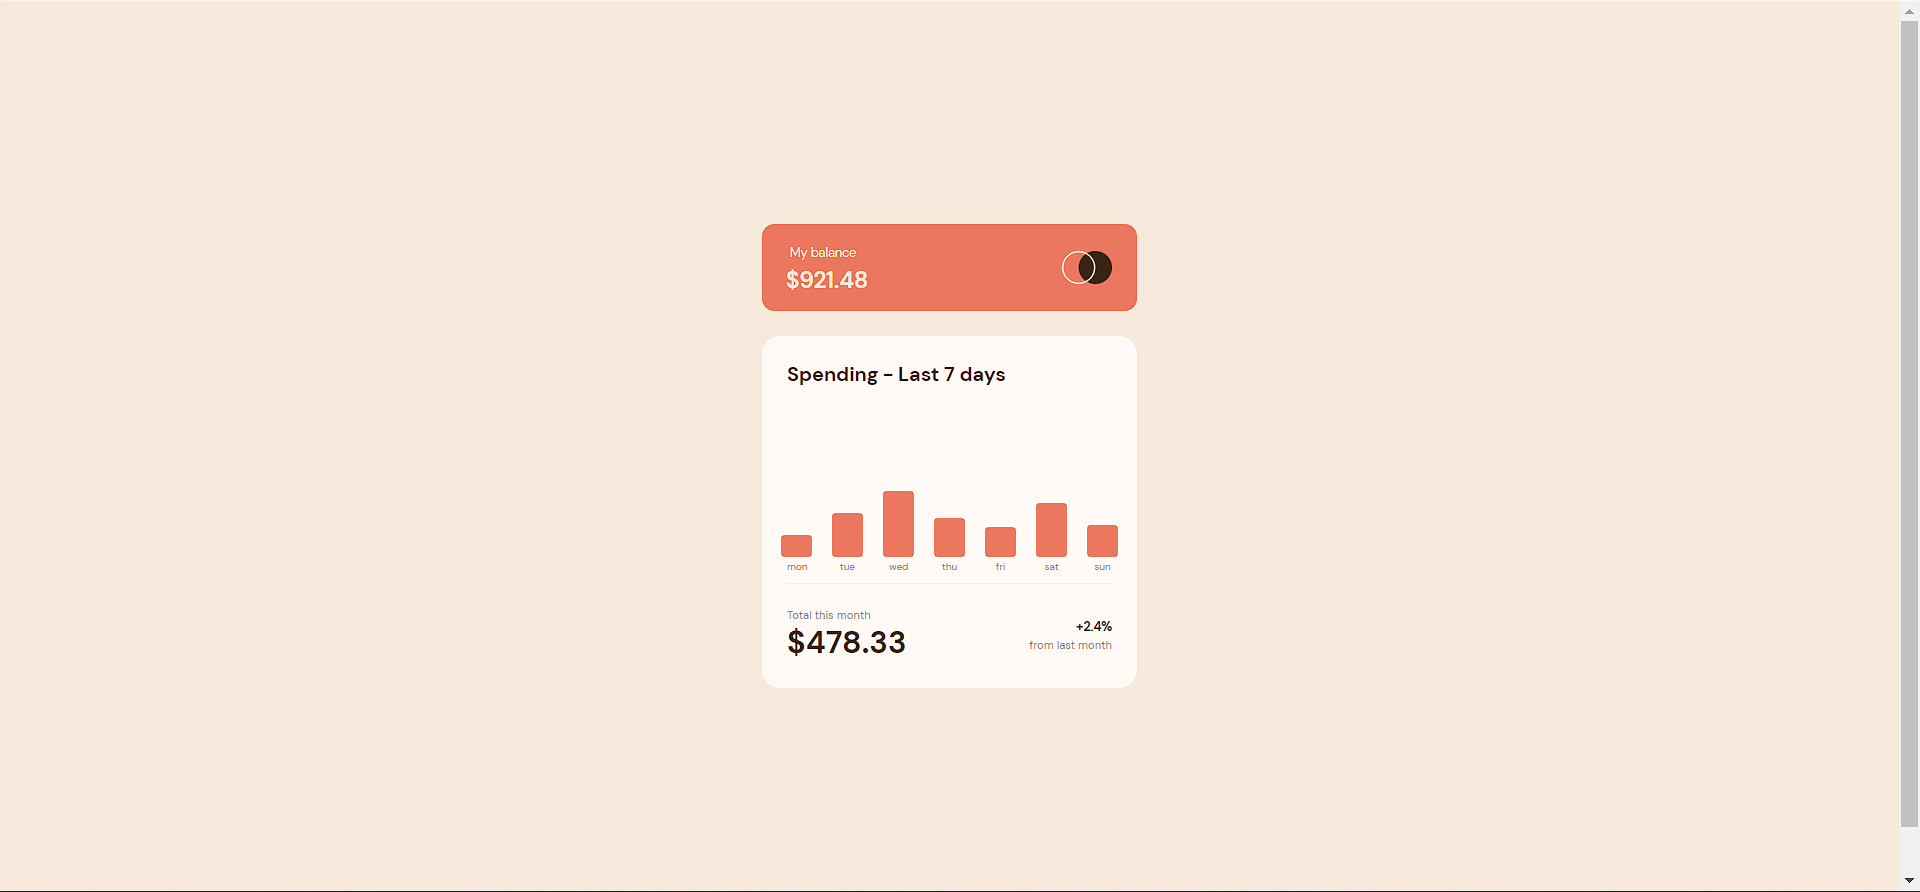 My balance
$921.48
Spending - Last 7 days
mon tue wed thu fri sat sun
Total this month
$478.33
+2.4%
from last month